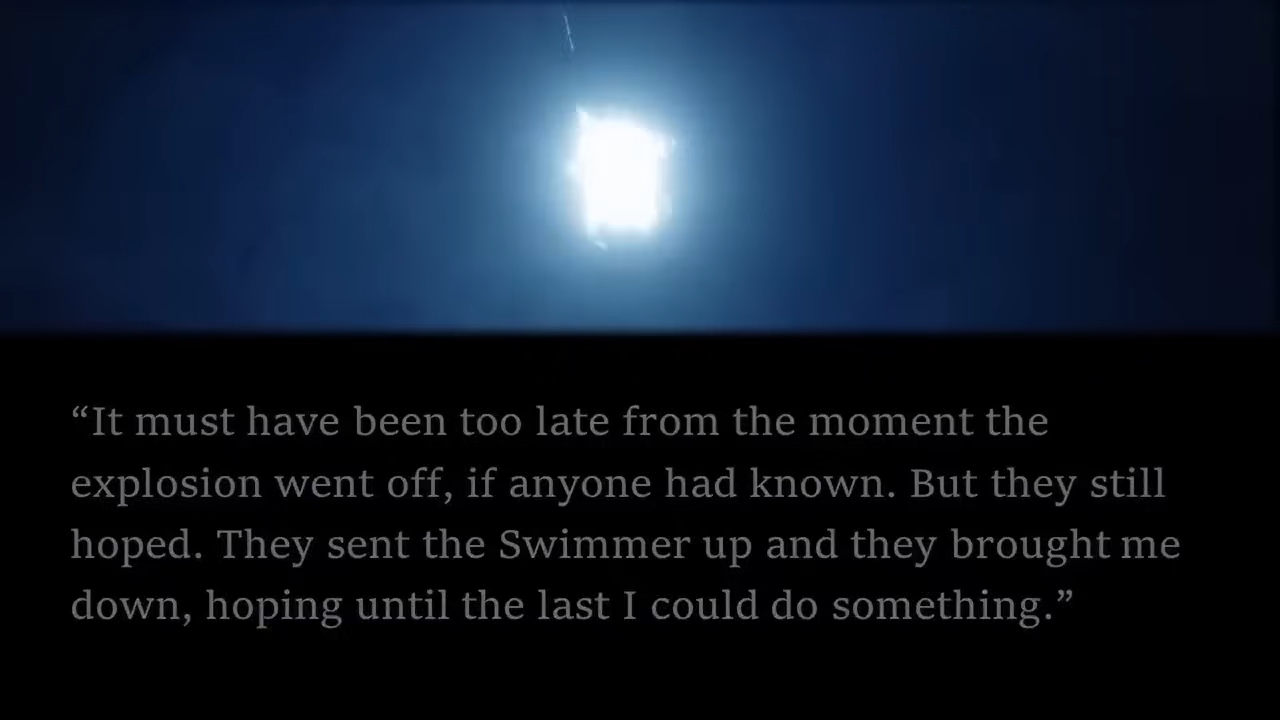 “It must have been too late from the moment the
explosion went off, if anyone had known. But they still
hoped. They sent the Swimmer up and they brought me
down, hoping until the last I could do something.”